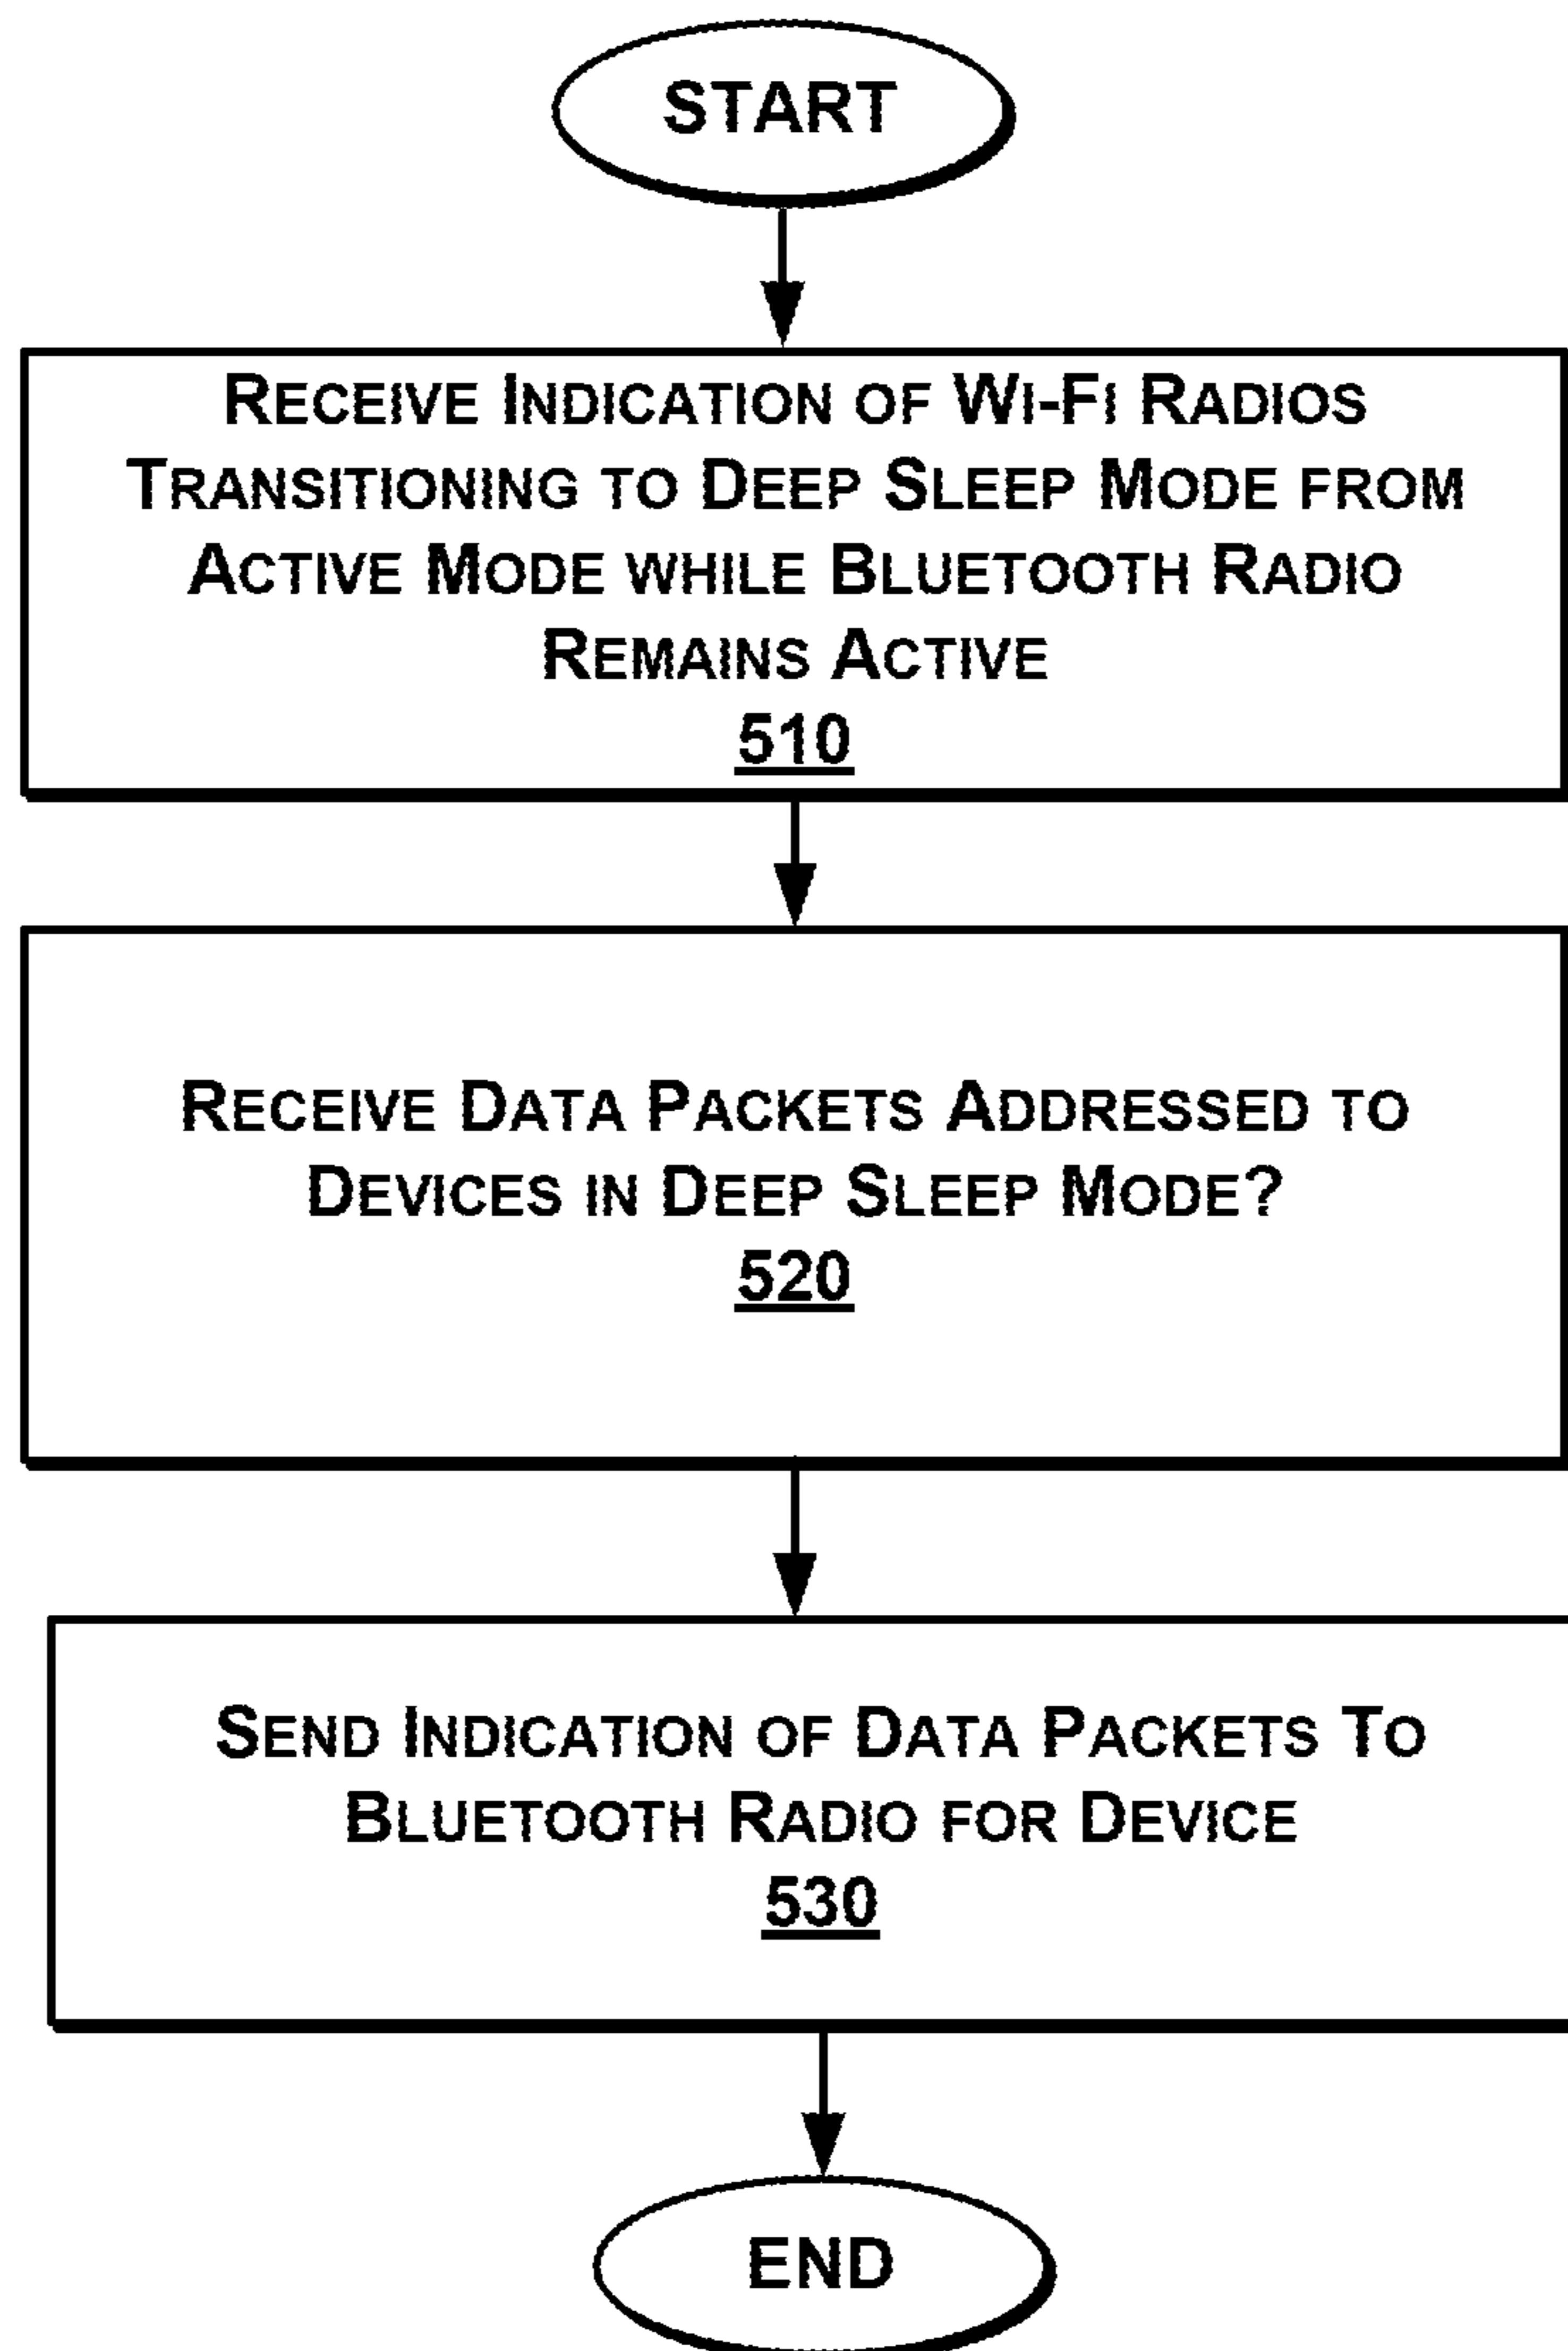 START
RECEIVE INDICATION OF WI-FI RADIOS
TRANSITIONING TO DEEP SLEEP MODE FROM
ACTIVE MODE WHILE BLUETOOTH RADIO
REMAINS ACTIVE
510
RECEIVE DATA PACKETS ADDRESSED TO
DEVICES IN DEEP SLEEP MODE?
520
SEND INDICATION OF DATA PACKETS TO
BLUETOOTH RADIO FOR DEVICE
530
END